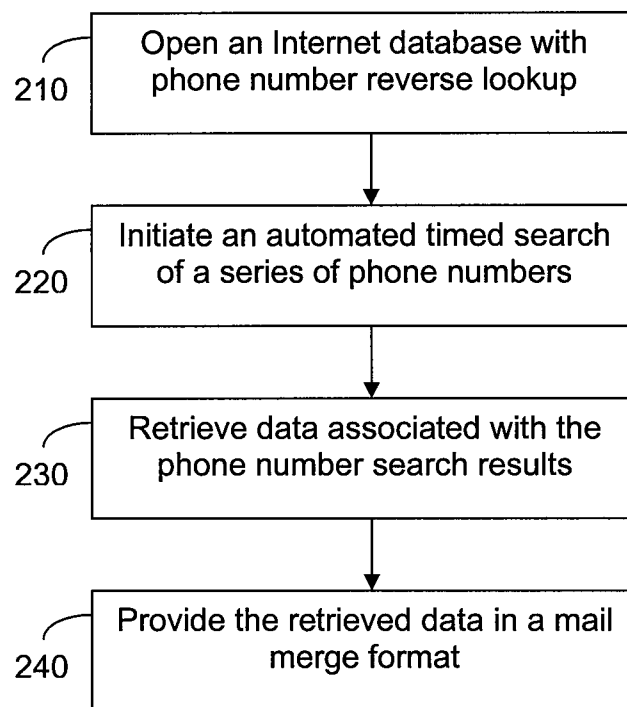 Open an Internet database with
phone number reverse lookup
210
Initiate an automated timed search
of a series of phone numbers
220
Retrieve data associated with the
phone number search results
230
Provide the retrieved data in a mail
merge format
240